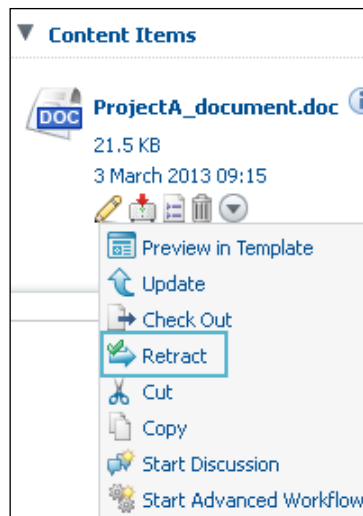 Content Items
DOC
ProjectA_document.doc
21.5 KB
3 March 2013 09:15
Preview in Template
Update
Check Out
Retract
Cut
Copy
Start Discussion
Start Advanced Workflow